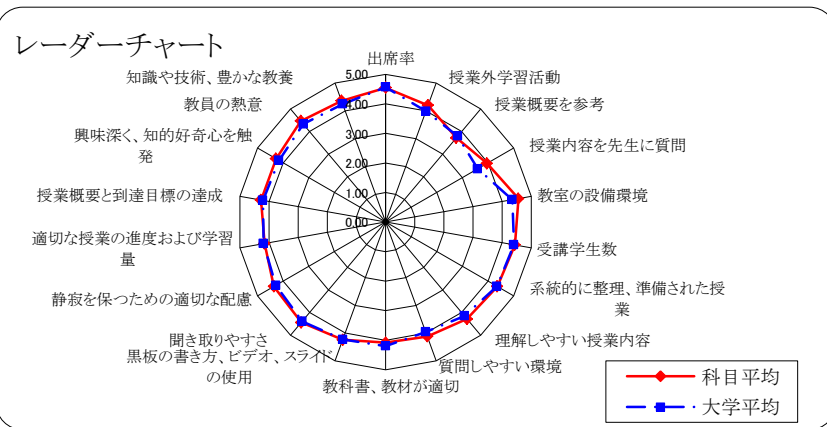 レーダーチャート
出席率
授業外学習活動
授業概要を参考
授業内容を先生に質問
教室の設備環境
受講学生数
系統的に整理、準備された授
業
理解しやすい授業内容
質問しやすい環境
教科書、教材が適切
黒板の書き方、ビデオ、スライド
の使用
聞き取りやすさ
静寂を保つための適切な配慮
適切な授業の進度および学習
量
授業概要と到達目標の達成
興味深く、知的好奇心を触
発
教員の熱意
知識や技術、豊かな教養
5.00
4.00
3.00
2.00
1.00
0.00
科目平均
大学平均